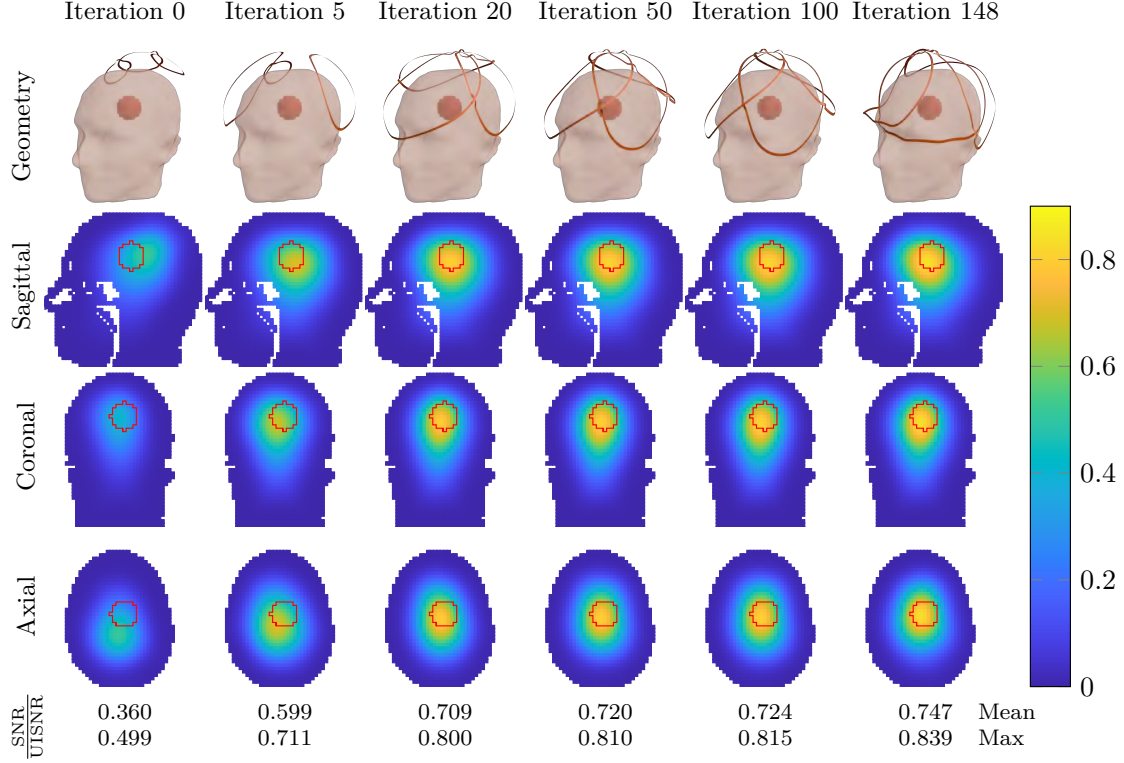 Iteration 0 Iteration 5 Iteration 20 Iteration 50 Iteration 100 Iteration 148
Geometry
Sagittal
Coronal
Axial
0.8
0.6
0.4
0.2
0
SNR
UISNR
0.360 0.599 0.709 0.720 0.724 0.747 Mean
0.499 0.711 0.800 0.810 0.815 0.839 Max